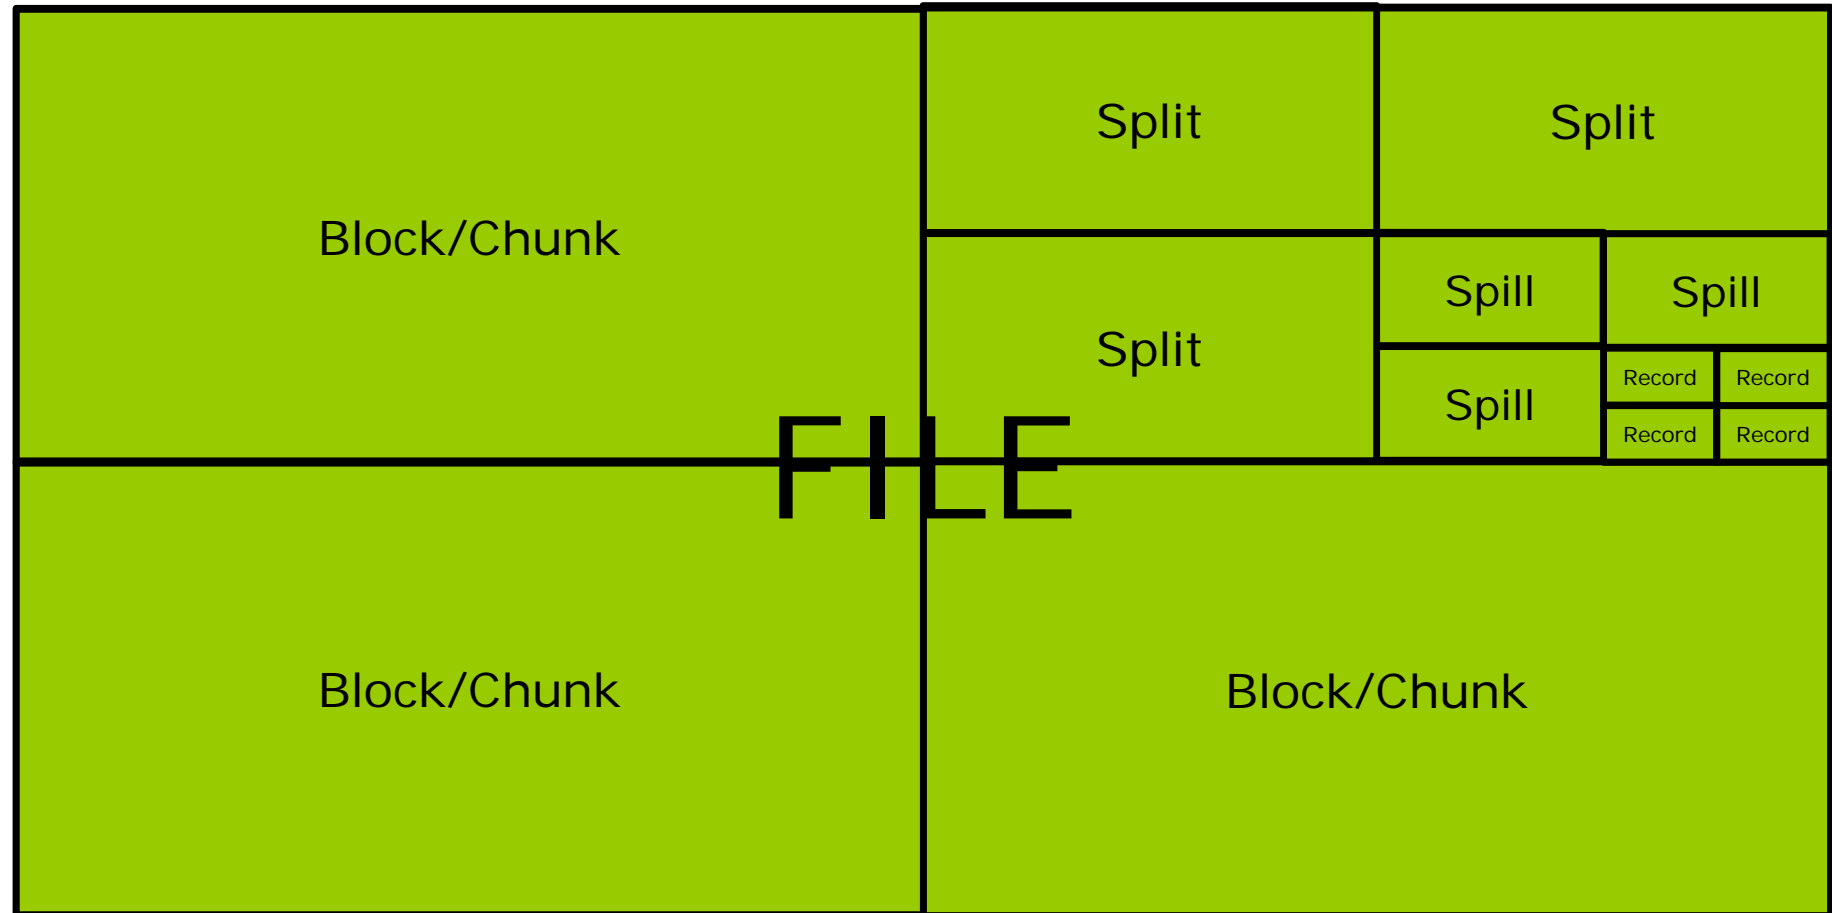 Split
Split
Block/Chunk
Spill
Spill
Split
Record
Record
Spill
Record
Record
FILE
Block/Chunk
Block/Chunk